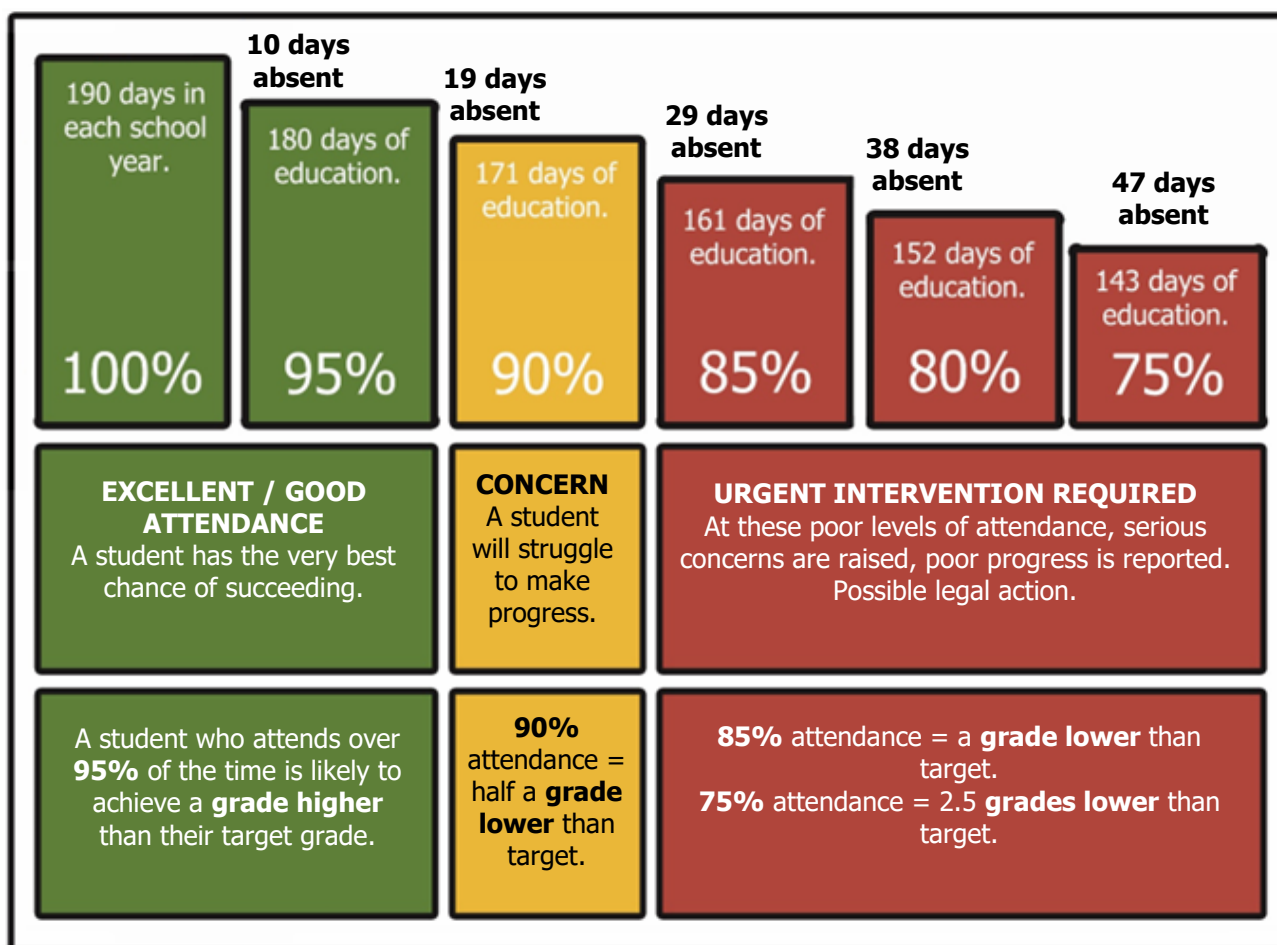 190 days in
each school
year.
100%
10 days
absent
180 days of
education.
95%
19 days
absent
171 days of
education.
90%
29 days
absent
161 days of
education.
85%
38 days
absent
152 days of
education.
80%
47 days
absent
143 days of
education.
75%
EXCELLENT / GOOD
ATTENDANCE
A student has the very best
chance of succeeding.
CONCERN
A student
will struggle
to make
progress.
URGENT INTERVENTION REQUIRED
At these poor levels of attendance, serious
concerns are raised, poor progress is reported.
Possible legal action.
A student who attends over
95% of the time is likely to
achieve a grade higher
than their target grade.
90%
attendance =
half a grade
lower than
target.
85% attendance = a grade lower than
target.
75% attendance = 2.5 grades lower than
target.